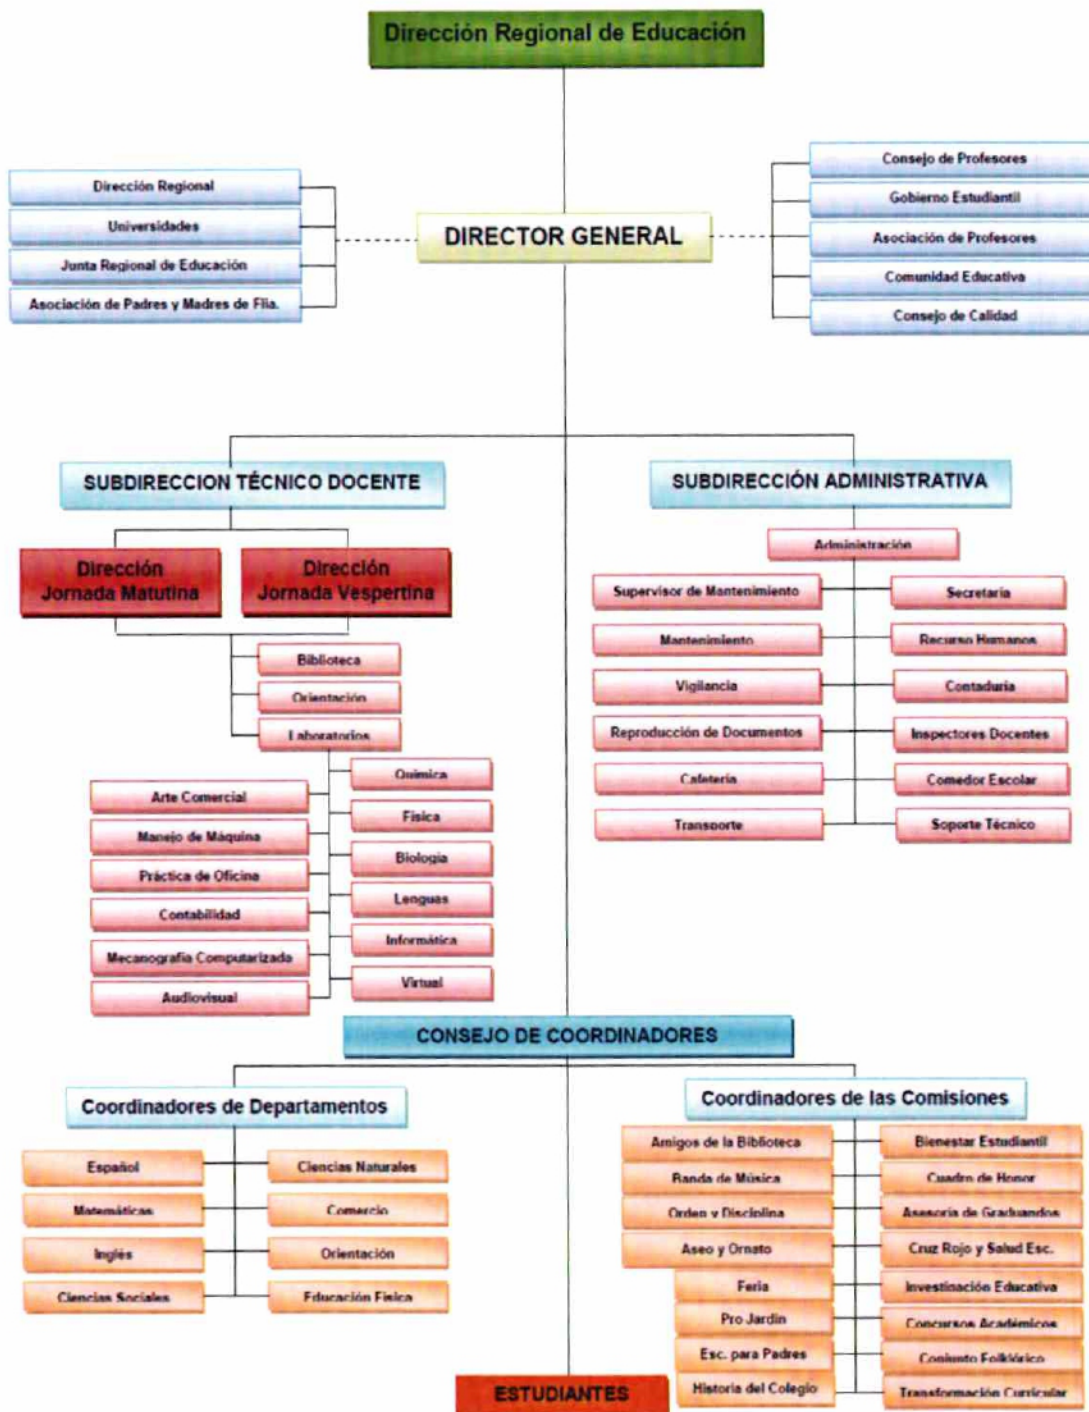 Dirección Regional de Educación
Dirección Regional
Universidades
Junta Regional de Educación
Asociación de Padres y Madres de Flia.
DIRECTOR GENERAL
Consejo de Profesores
Gobierno Estudiantil
Asociación de Profesores
Comunidad Educativa
Consejo de Calidad
SUBDIRECCION TÉCNICO DOCENTE
Dirección
Jornada Matutina
Dirección
Jornada Vespertina
Biblioteca
Orientación
Laboratorios
Química
Arte Comercial
Física
Manejo de Máquina
Biología
Práctica de Oficina
Lenguas
Contabilidad
Informática
Mecanografía Computarizada
Virtual
Audiovisual
SUBDIRECCIÓN ADMINISTRATIVA
Administración
Supervisor de Mantenimiento
Secretaría
Mantenimiento
Recurso Humanos
Vigilancia
Contaduría
Reproducción de Documentos
Inspectores Docentes
Cafetería
Comedor Escolar
Transporte
Soporte Técnico
CONSEJO DE COORDINADORES
Coordinadores de Departamentos
Español
Ciencias Naturales
Matemáticas
Comercio
Inglés
Orientación
Ciencias Sociales
Educación Física
Coordinadores de las Comisiones
Amigos de la Biblioteca
Bienestar Estudiantil
Banda de Música
Cuadro de Honor
Orden y Disciplina
Asesoría de Graduandos
Aseo y Ornato
Cruz Rojo y Salud Esc.
Feria
Investinación Educativa
Pro Jardín
Concursos Académicos
Esc. para Padres
Conjunto Folklórico
Historia del Colegio
Transformación Curricular
ESTUDIANTES